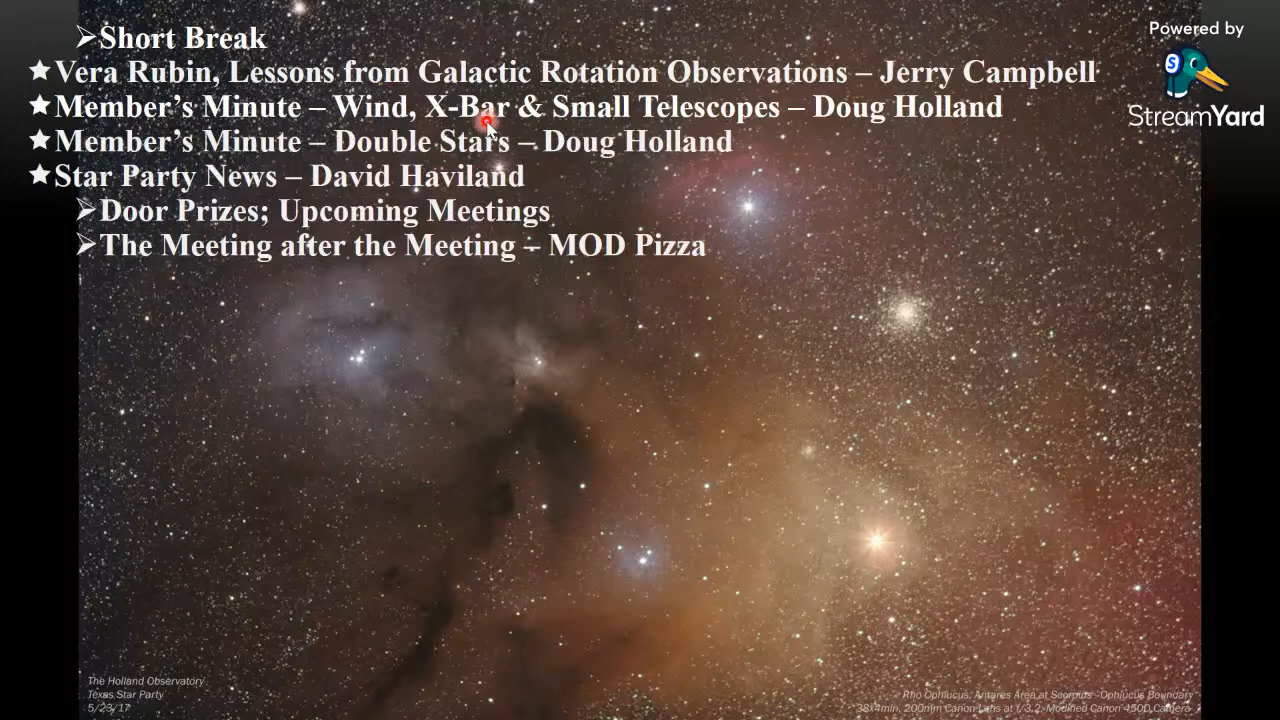 ➢Short Break
Powered by
★Vera Rubin, Lessons from Galactic Rotation Observations – Jerry Campbell
S
★Member’s Minute – Wind, X-Bar & Small Telescopes – Doug Holland
StreamYard
★Member’s Minute – Double Stars – Doug Holland
★Star Party News – David Haviland
➢Door Prizes; Upcoming Meetings
➢The Meeting after the Meeting – MOD Pizza
The Holland Observatory
Texas Star Party
5/23/17
Rho Ophiucus, Antares Area at Scorpius - Ophiucus Boundary
38x4min, 200mm Canon Lens at f/3.2, Modified Canon 450D Camera